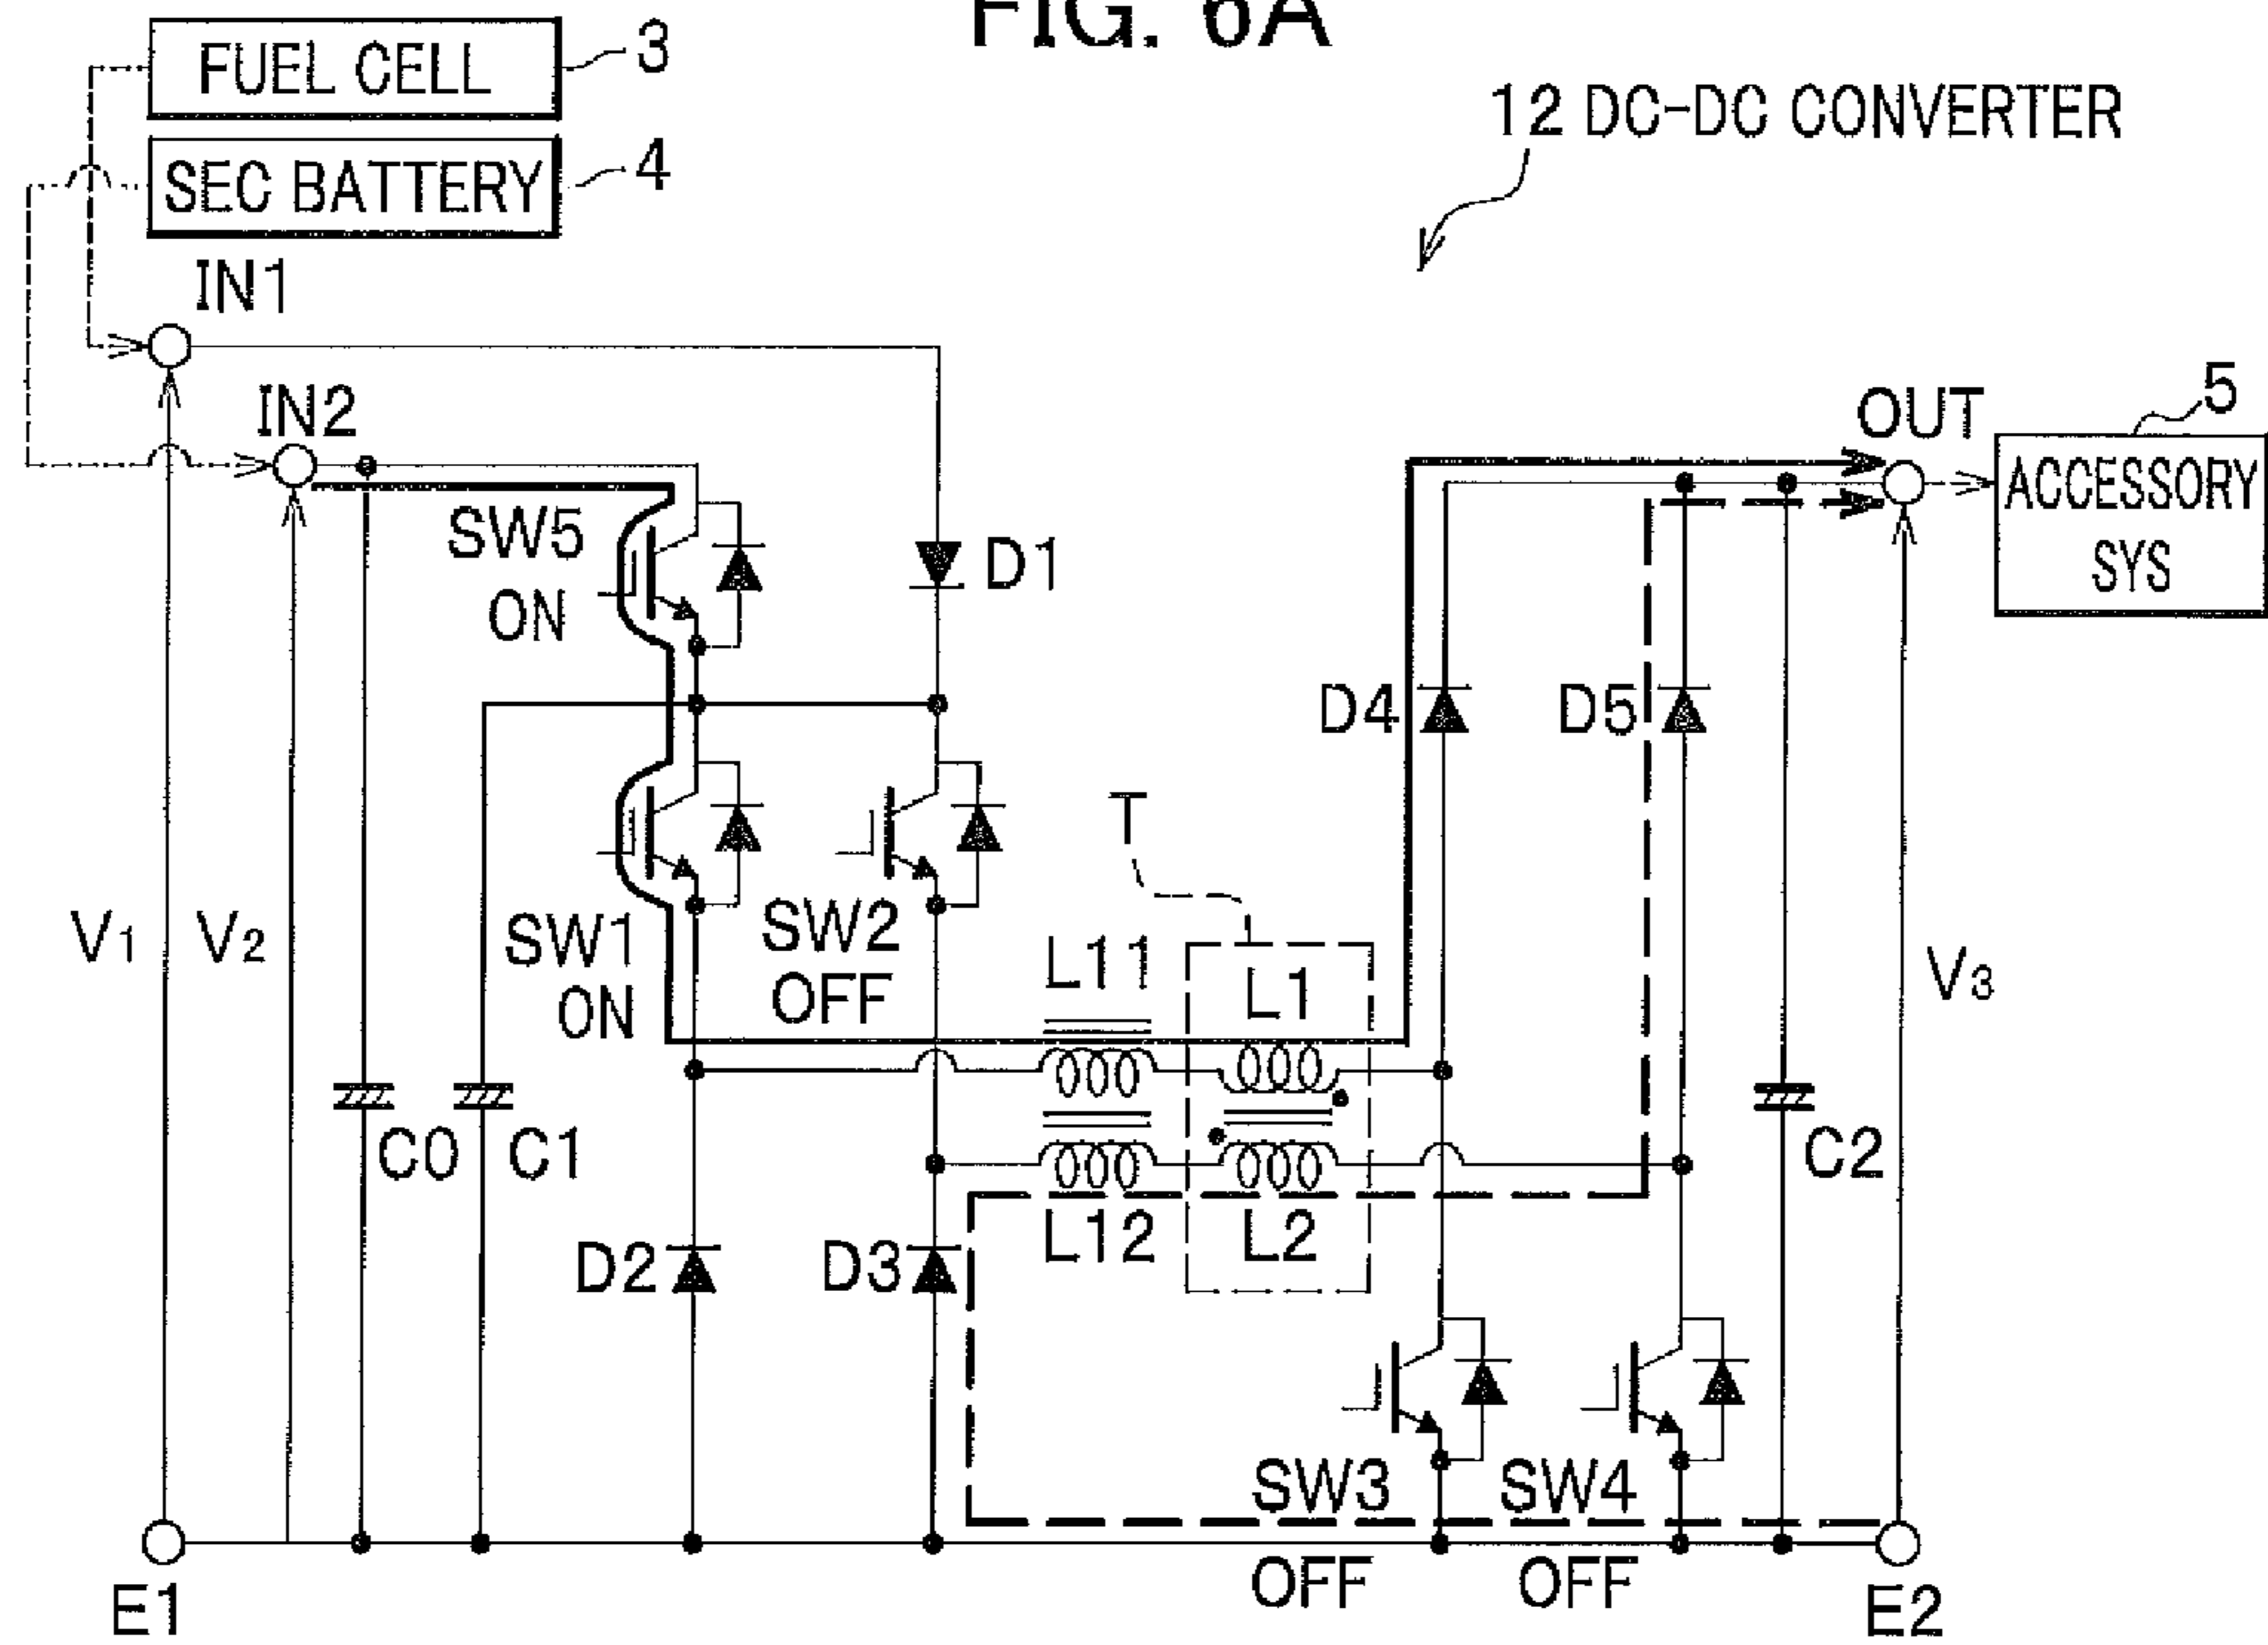 FIG. 6A
FUEL CELL
3
SEC BATTERY
4
12 DC-DC CONVERTER
IN1
IN2
OUT
5
ACCESSORY
SYS
SW5
ON
D1
D4
D5
T
V1
V2
SW1
ON
SW2
OFF
L11
L1
V3
C0
C1
C2
D2
D3
L12
L2
SW3
OFF
SW4
OFF
E1
E2